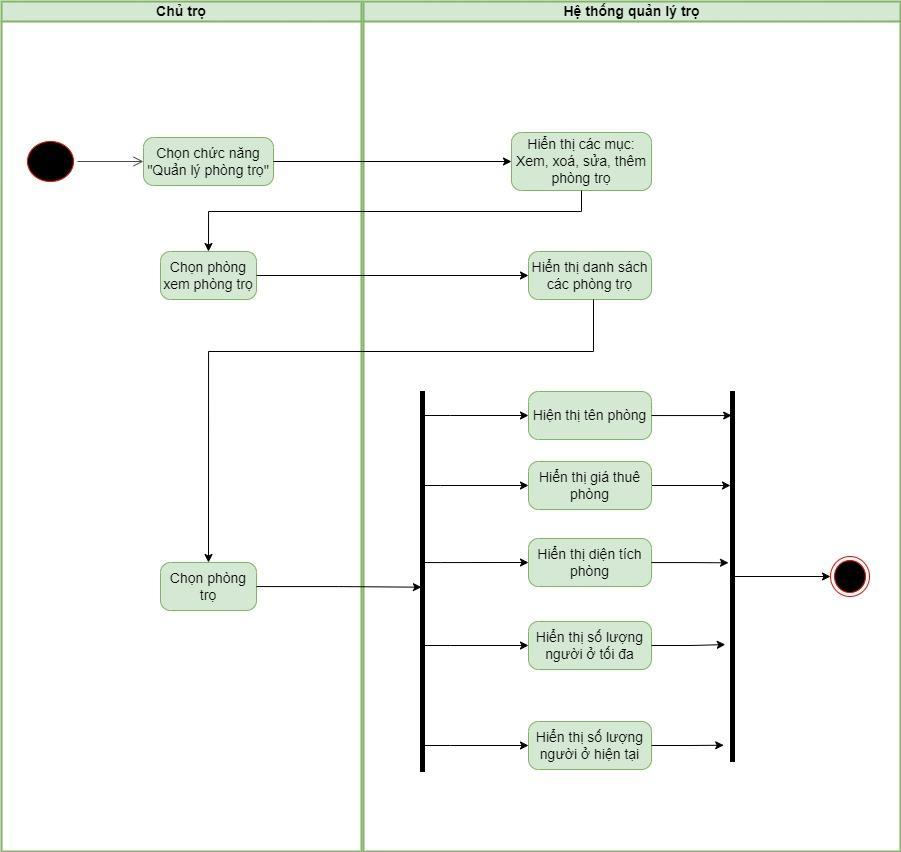 Chủ trọ
Hệ thống quản lý trọ
Chọn chức năng
"Quản lý phòng trọ"
Hiển thị các mục:
Xem, xoá, sửa, thêm
phòng trọ
Chọn phòng
xem phòng trọ
Hiển thị danh sách
các phòng trọ
Hiện thị tên phòng
Hiển thị giá thuê
phòng
Hiển thị diện tích
phòng
Chọn phòng
trọ
Hiển thị số lượng
người ở tối đa
Hiển thị số lượng
người ở hiện tại